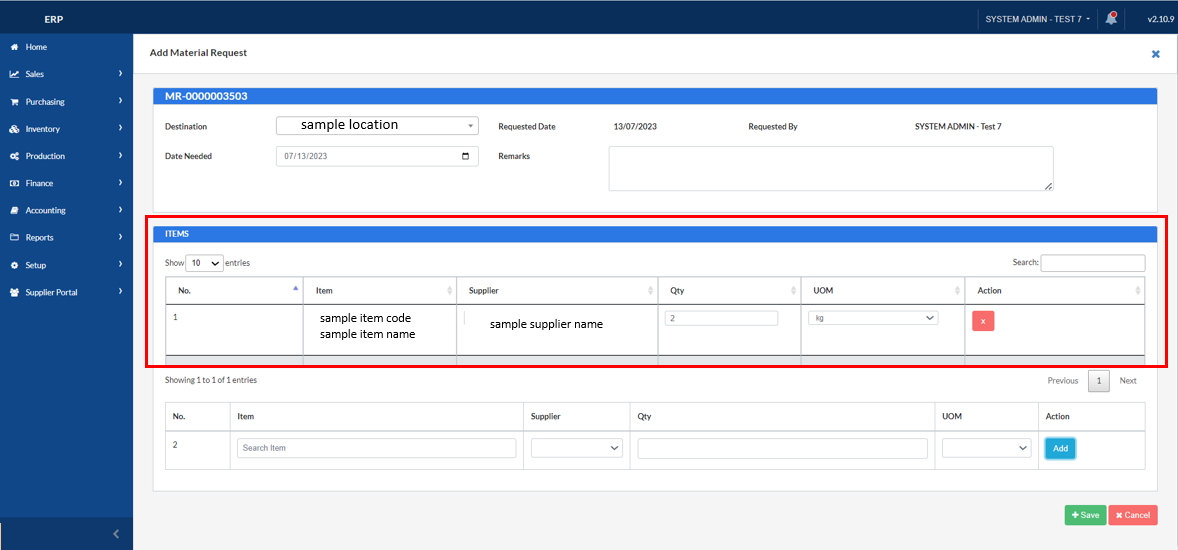 ERP
SYSTEM ADMIN - TEST 7
v2.10.9
Home
Sales
Purchasing
Inventory
Production
Finance
Accounting
Reports
Setup
Supplier Portal
Add Material Request
MR-0000003503
Destination sample location Requested Date 13/07/2023 Requested By SYSTEM ADMIN - Test 7
Date Needed 07/13/2023 Remarks
ITEMS
Show 10 entries Search:
No. Item Supplier Qty UOM Action
1 sample item code sample supplier name 2 kg x
sample item name
Showing 1 to 1 of 1 entries Previous 1 Next
No. Item Supplier Qty UOM Action
2 Search Item Add
Save Cancel